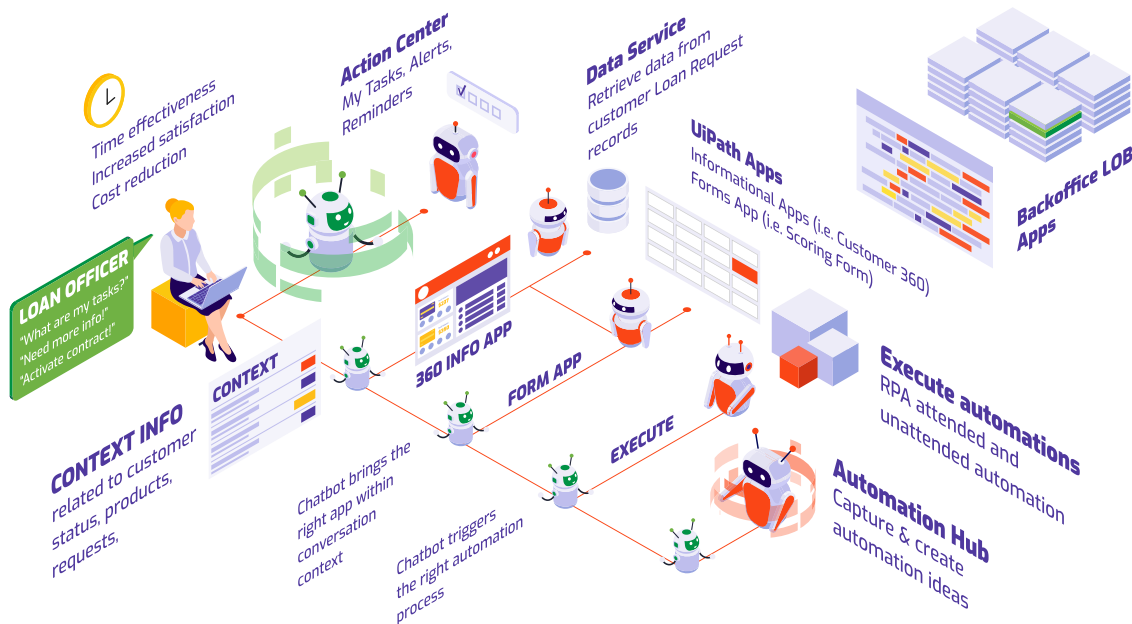 Action Center
My Tasks, Alerts,
Reminders
Data Service
Retrieve data from
customer Loan Request
records
Time effectiveness
Increased satisfaction
Cost reduction
UiPath Apps
Informational Apps (i.e. Customer 360)
Forms App (i.e. Scoring Form)
Backoffice LOB
Apps
LOAN OFFICER
"What are my tasks?"
"Need more info!"
"Activate contract!"
CONTEXT
360 INFO APP
FORM APP
EXECUTE
Execute automations
RPA attended and
unattended automation
CONTEXT INFO
related to customer
status, products,
requests,
Chatbot brings the
right app within
conversation
context
Chatbot triggers
the right automation
process
Automation Hub
Capture & create
automation ideas